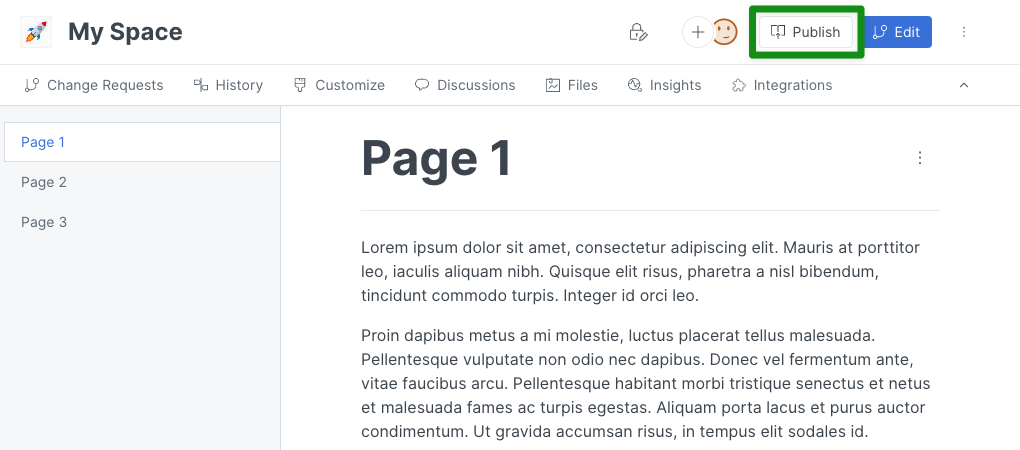 My Space
Publish
Edit
Change Requests
History
Customize
Discussions
Files
Insights
Integrations
Page 1
Page 2
Page 3
Page 1
Lorem ipsum dolor sit amet, consectetur adipiscing elit. Mauris at porttitor
leo, iaculis aliquam nibh. Quisque elit risus, pharetra a nisl bibendum,
tincidunt commodo turpis. Integer id orci leo.
Proin dapibus metus a mi molestie, luctus placerat tellus malesuada.
Pellentesque vulputate non odio nec dapibus. Donec vel fermentum ante,
vitae faucibus arcu. Pellentesque habitant morbi tristique senectus et netus
et malesuada fames ac turpis egestas. Aliquam porta lacus et purus auctor
condimentum. Ut gravida accumsan risus, in tempus elit sodales id.